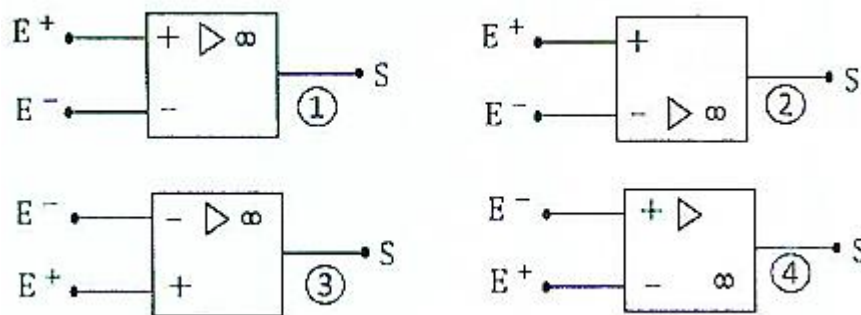 E+ + ▷ ∞
S
E- - ①
E+ +
S
E- - ▷ ∞ ②
E- - ▷ ∞
S
E+ + ③
E- + ▷
S
E+ - ∞ ④